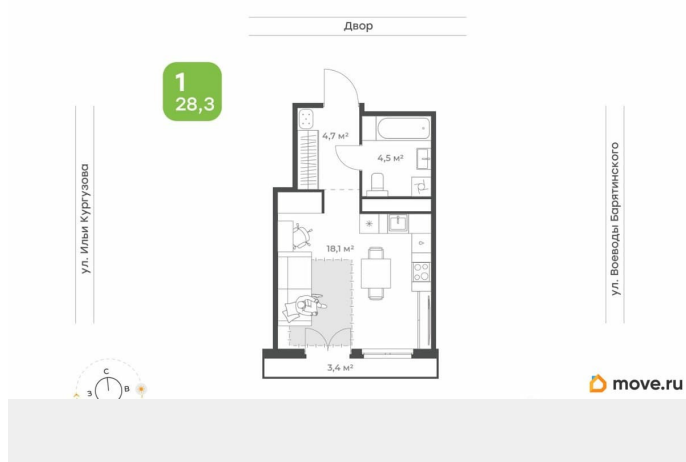 Двор
1
28,3
4,7 м²
4,5 м²
ул. Ильи Кургузова
18,1 м²
ул. Воеводы Барятинского
3,4 м²
С
З
В
move.ru